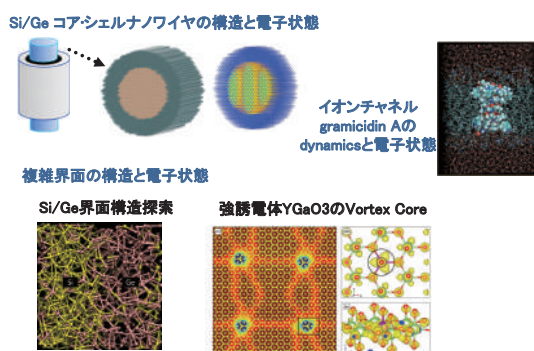 Si/Ge コア・シェルナノワイヤの構造と電子状態
イオンチャネル
gramicidin Aの
dynamicsと電子状態
複雑界面の構造と電子状態
Si/Ge界面構造探索
強誘電体YGaO3のVortex Core